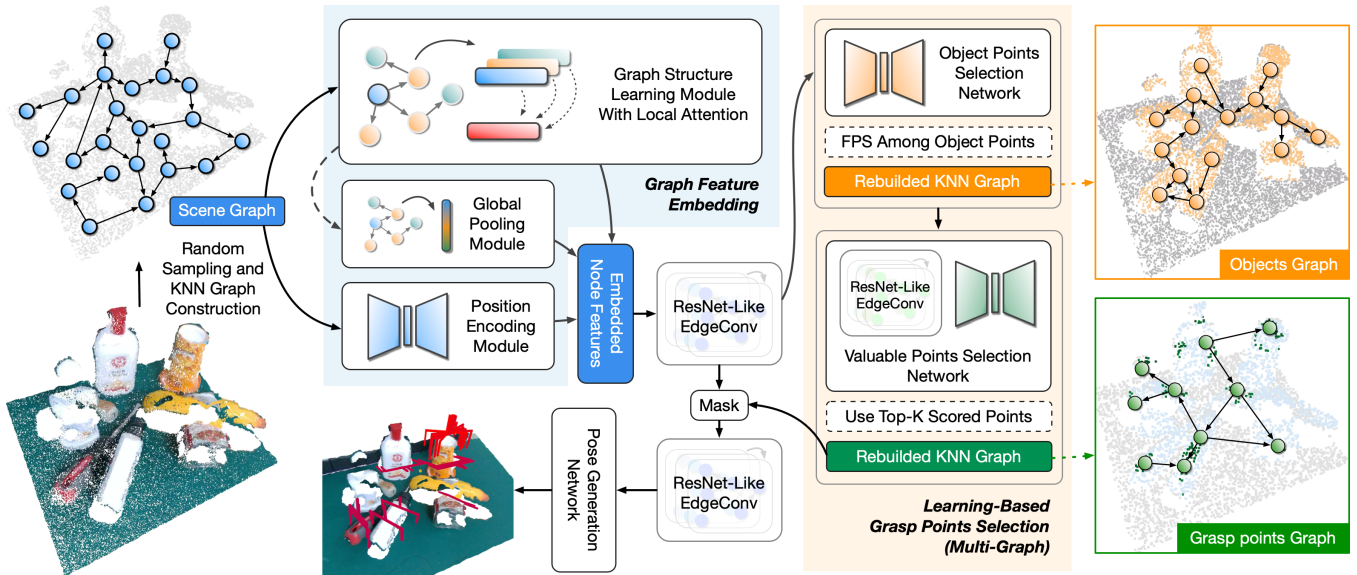 Scene Graph
Random
Sampling and
KNN Graph
Construction
Graph Structure
Learning Module
With Local Attention
Graph Feature
Embedding
Global
Pooling
Module
Position
Encoding
Module
Embedded
Node Features
ResNet-Like
EdgeConv
Mask
ResNet-Like
EdgeConv
Pose Generation
Network
Object Points
Selection
Network
FPS Among Object Points
Rebuilded KNN Graph
ResNet-Like
EdgeConv
Valuable Points Selection
Network
Use Top-K Scored Points
Rebuilded KNN Graph
Learning-Based
Grasp Points Selection
(Multi-Graph)
Objects Graph
Grasp points Graph